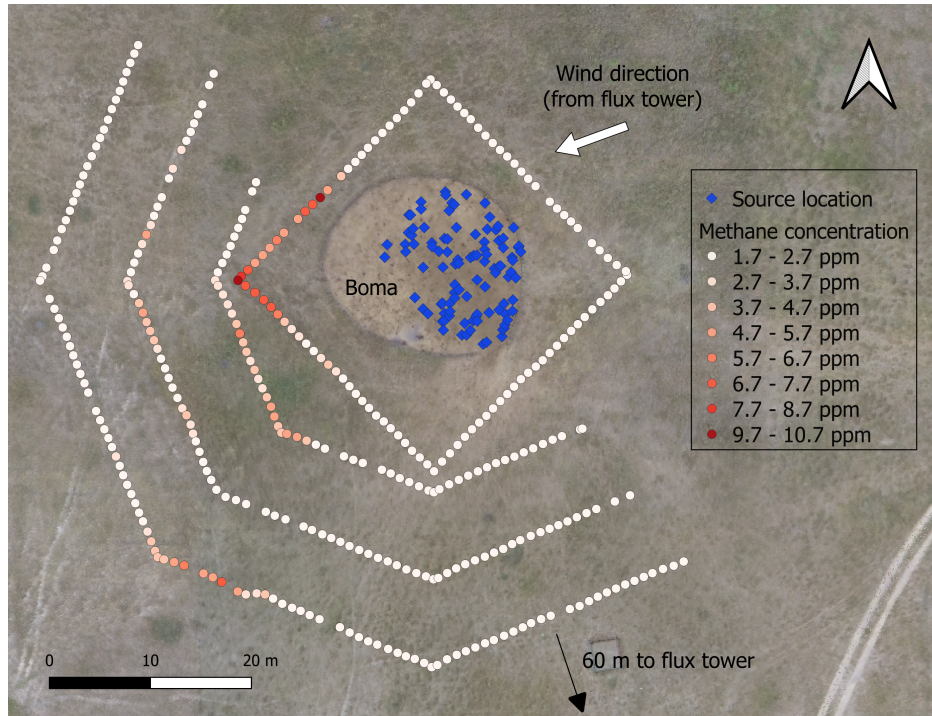 Wind direction
(from flux tower)
Source location
Methane concentration
1.7 - 2.7 ppm
2.7 - 3.7 ppm
3.7 - 4.7 ppm
4.7 - 5.7 ppm
5.7 - 6.7 ppm
6.7 - 7.7 ppm
7.7 - 8.7 ppm
9.7 - 10.7 ppm
Boma
0 10 20 m
60 m to flux tower